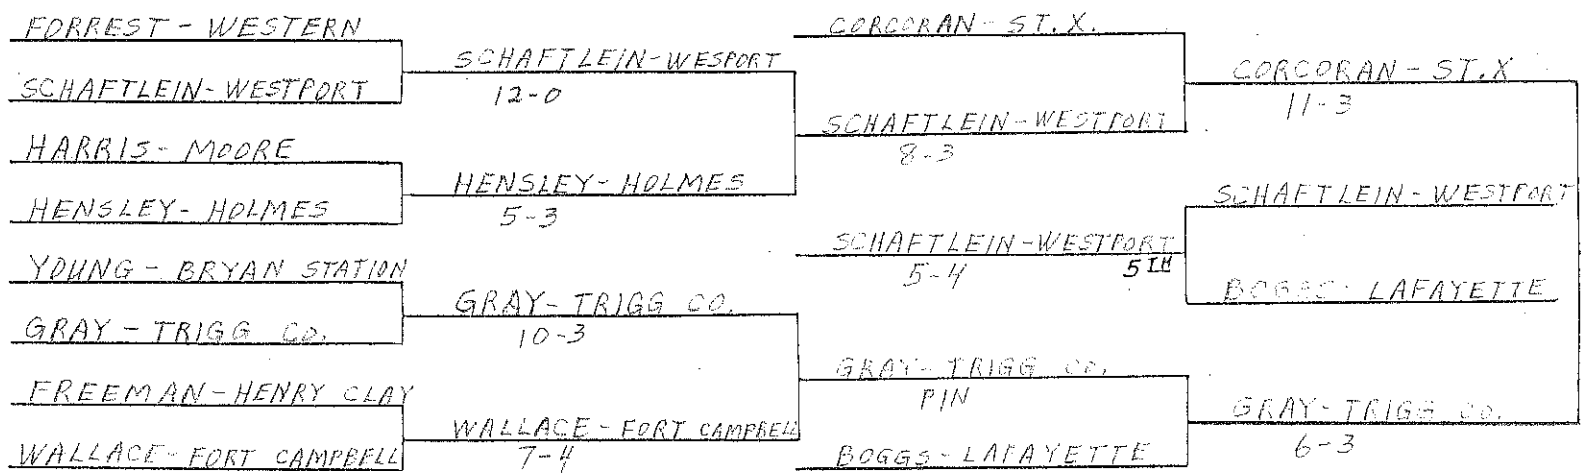 FORREST - WESTERN
SCHAFTLEIN - WESTPORT
HARRIS - MOORE
HENSLEY - HOLMES
YOUNG - BRYAN STATION
GRAY - TRIGG CO.
FREEMAN - HENRY CLAY
WALLACE - FORT CAMPBELL
SCHAFTLEIN - WESPORT
12-0
HENSLEY - HOLMES
5-3
GRAY - TRIGG CO.
10-3
WALLACE - FORT CAMPBELL
7-4
CORCORAN - ST. X.
SCHAFTLEIN - WESTPORT
8-3
SCHAFTLEIN - WESTPORT
5-4 5TH
GRAY - TRIGG CO.
PIN
BOGGS - LAFAYETTE
CORCORAN - ST. X
11-3
SCHAFTLEIN - WESTPORT
BOGGS - LAFAYETTE
GRAY - TRIGG CO.
6-3